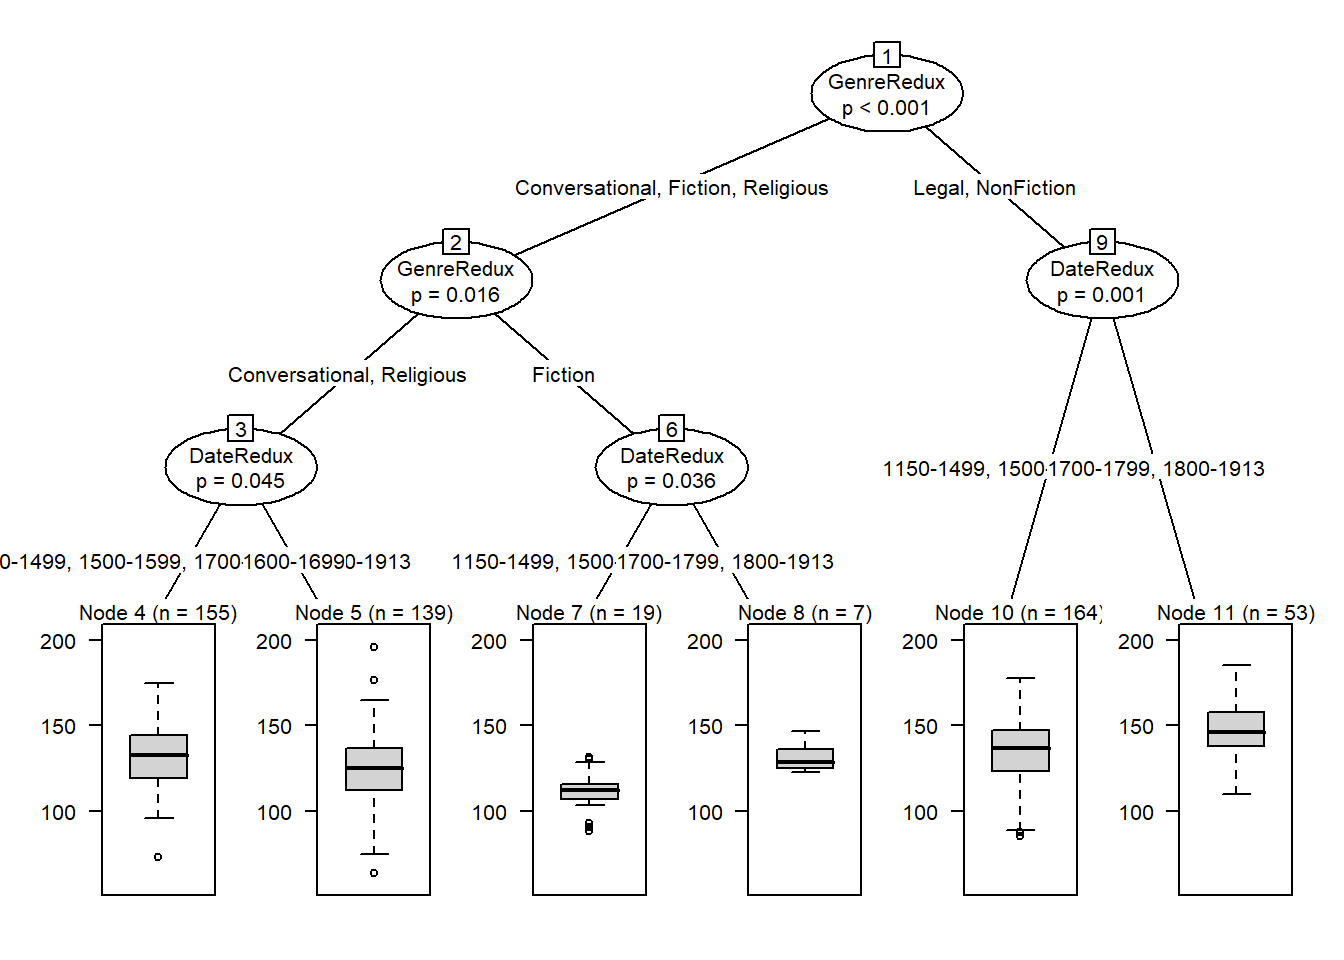 1
GenreRedux
p < 0.001
Conversational, Fiction, Religious
Legal, NonFiction
2
GenreRedux
p = 0.016
9
DateRedux
p = 0.001
Conversational, Religious
Fiction
3
DateRedux
p = 0.045
6
DateRedux
p = 0.036
1150-1499, 1500
1700-1799, 1800-1913
0-1499, 1500-1599, 1700
1600-1699
0-1913
1150-1499, 1500
1700-1799, 1800-1913
Node 4 (n = 155)
Node 5 (n = 139)
Node 7 (n = 19)
Node 8 (n = 7)
Node 10 (n = 164)
Node 11 (n = 53)
200
150
100
200
150
100
200
150
100
200
150
100
200
150
100
200
150
100